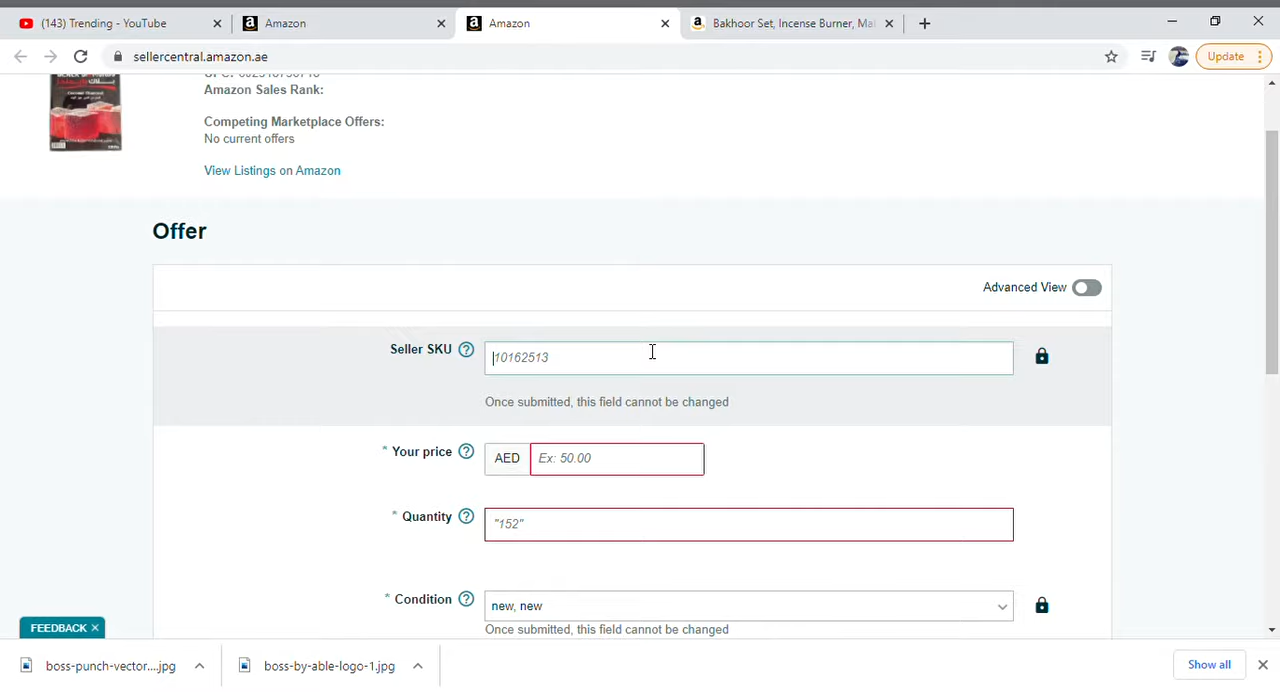 (143) Trending - YouTube
Amazon
Amazon
Bakhoor Set, Incense Burner, Mal
sellercentral.amazon.ae
Update
Amazon Sales Rank:
Competing Marketplace Offers:
No current offers
View Listings on Amazon
Offer
Advanced View
Seller SKU
10162513
Once submitted, this field cannot be changed
* Your price
AED
Ex: 50.00
* Quantity
"152"
* Condition
new, new
Once submitted, this field cannot be changed
FEEDBACK
boss-punch-vector....jpg
boss-by-able-logo-1.jpg
Show all